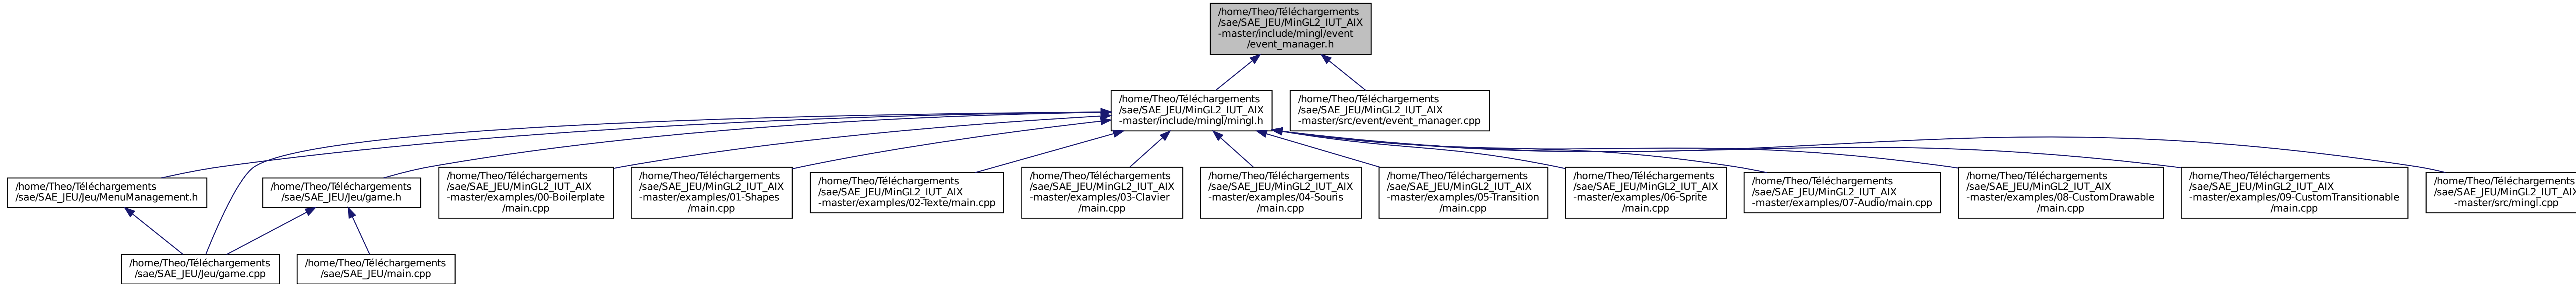 /home/Theo/Téléchargements
/sae/SAE_JEU/MinGL2_IUT_AIX
-master/include/mingl/event
/event_manager.h
/home/Theo/Téléchargements
/sae/SAE_JEU/MinGL2_IUT_AIX
-master/include/mingl/mingl.h
/home/Theo/Téléchargements
/sae/SAE_JEU/MinGL2_IUT_AIX
-master/src/event/event_manager.cpp
/home/Theo/Téléchargements
/sae/SAE_JEU/Jeu/MenuManagement.h
/home/Theo/Téléchargements
/sae/SAE_JEU/Jeu/game.h
/home/Theo/Téléchargements
/sae/SAE_JEU/MinGL2_IUT_AIX
-master/examples/00-Boilerplate
/main.cpp
/home/Theo/Téléchargements
/sae/SAE_JEU/MinGL2_IUT_AIX
-master/examples/01-Shapes
/main.cpp
/home/Theo/Téléchargements
/sae/SAE_JEU/MinGL2_IUT_AIX
-master/examples/02-Texte/main.cpp
/home/Theo/Téléchargements
/sae/SAE_JEU/MinGL2_IUT_AIX
-master/examples/03-Clavier
/main.cpp
/home/Theo/Téléchargements
/sae/SAE_JEU/MinGL2_IUT_AIX
-master/examples/04-Souris
/main.cpp
/home/Theo/Téléchargements
/sae/SAE_JEU/MinGL2_IUT_AIX
-master/examples/05-Transition
/main.cpp
/home/Theo/Téléchargements
/sae/SAE_JEU/MinGL2_IUT_AIX
-master/examples/06-Sprite
/main.cpp
/home/Theo/Téléchargements
/sae/SAE_JEU/MinGL2_IUT_AIX
-master/examples/07-Audio/main.cpp
/home/Theo/Téléchargements
/sae/SAE_JEU/MinGL2_IUT_AIX
-master/examples/08-CustomDrawable
/main.cpp
/home/Theo/Téléchargements
/sae/SAE_JEU/MinGL2_IUT_AIX
-master/examples/09-CustomTransitionable
/main.cpp
/home/Theo/Téléchargements
/sae/SAE_JEU/MinGL2_IUT_AIX
-master/src/mingl.cpp
/home/Theo/Téléchargements
/sae/SAE_JEU/Jeu/game.cpp
/home/Theo/Téléchargements
/sae/SAE_JEU/main.cpp